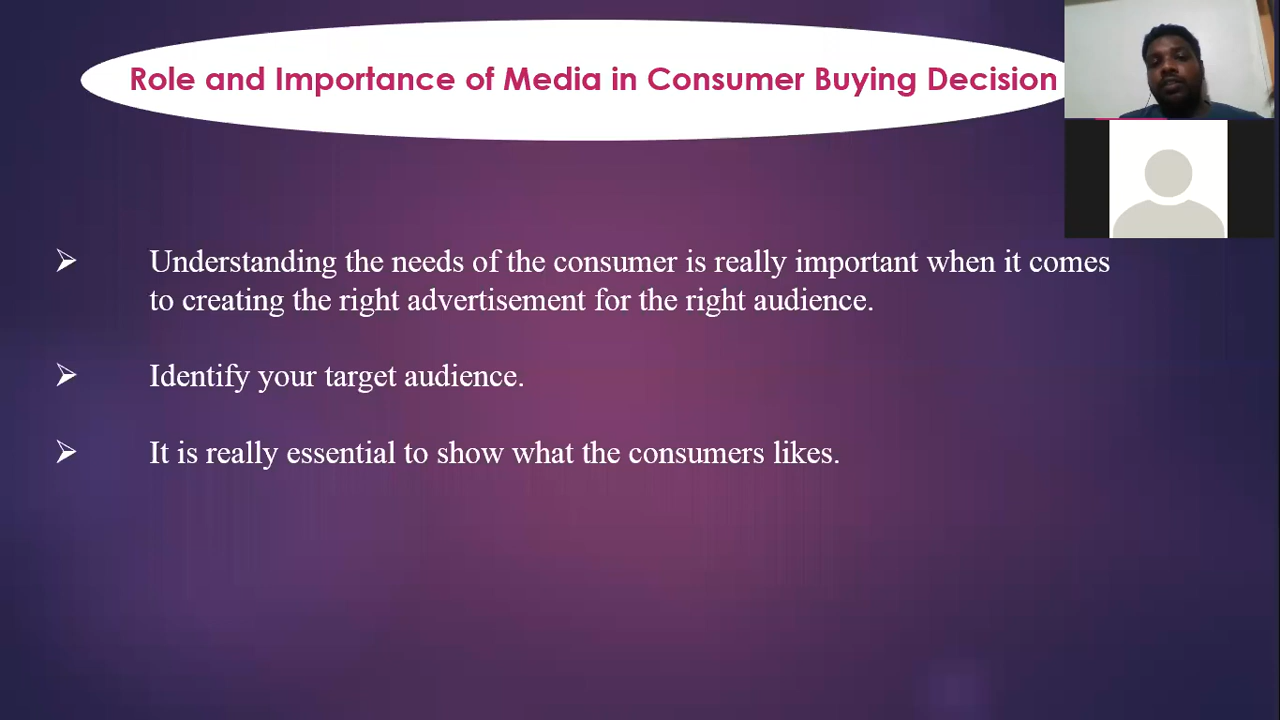 Role and Importance of Media in Consumer Buying Decision
Understanding the needs of the consumer is really important when it comes
to creating the right advertisement for the right audience.
Identify your target audience.
It is really essential to show what the consumers likes.